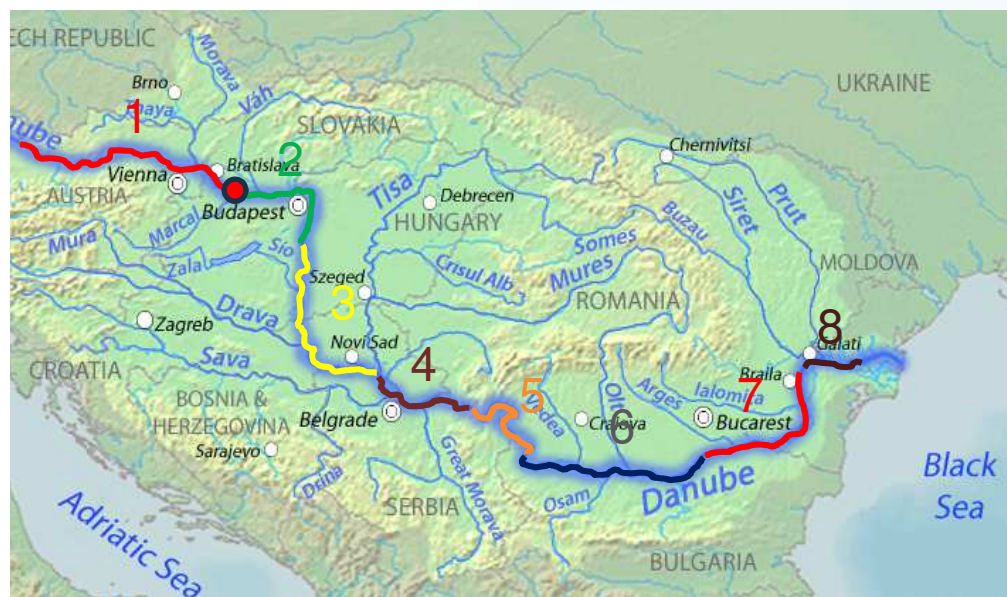 ECH REPUBLIC
Morava
UKRAINE
Brno
Thaya
Váh
1
nube
SLOVAKIA
Chernivitsi
2
Bratislava
Vienna
AUSTRIA
Tisa
Debrecen
Siret
Prut
Budapest
Marcal
HUNGARY
Buzau
Mura
Sio
Somes
Zala
Szeged
Crisul Alb
Mures
MOLDOVA
Drava
3
ROMANIA
Zagreb
8
Galati
Novi Sad
Sava
4
CROATIA
Braila
5
7
Ialomita
Arges
Olt
Vedea
BOSNIA &
HERZEGOVINA
Belgrade
Craiova
6
Bucarest
Sarajevo
Drinia
Great Morava
Black
Sea
Danube
Osam
SERBIA
Adriatic Sea
BULGARIA